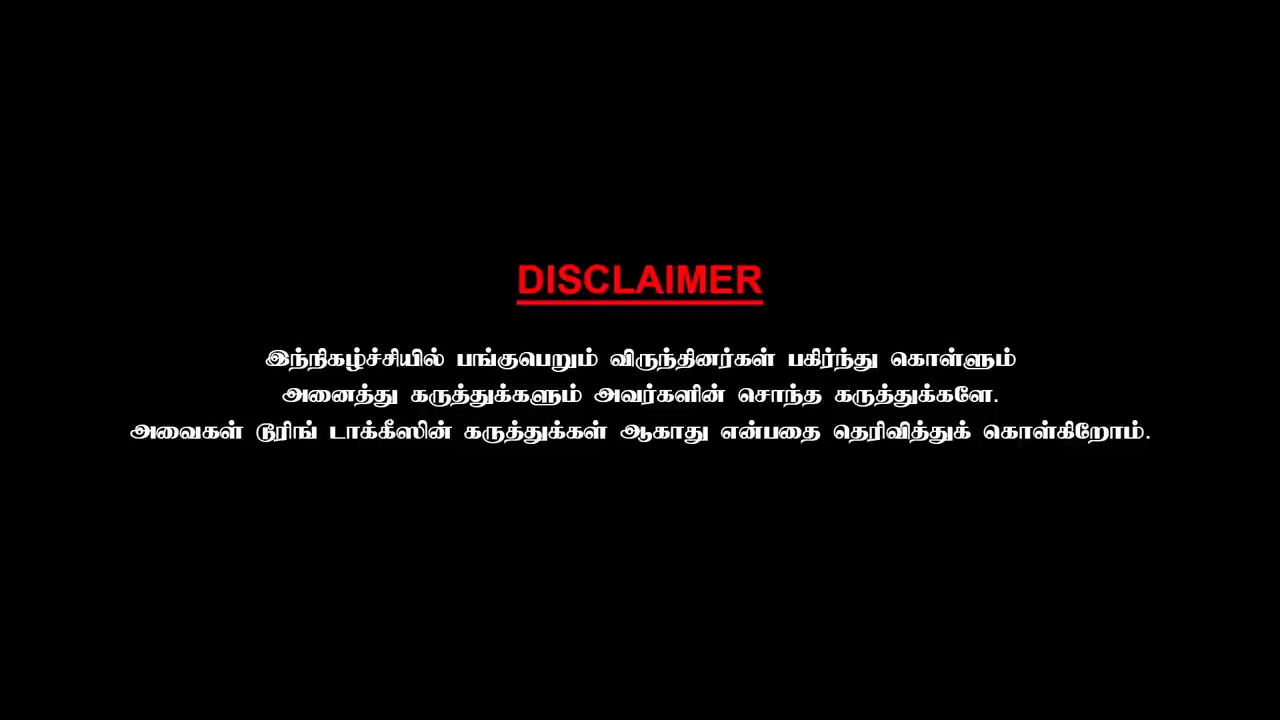 DISCLAIMER
இந்நிகழ்ச்சியில் பங்குபெறும் விருந்தினர்கள் பகிர்ந்து கொள்ளும்
அனைத்து கருத்துக்களும் அவர்களின் சொந்த கருத்துக்களே.
அவைகள் டூரிங் டாக்கீஸின் கருத்துக்கள் ஆகாது என்பதை தெரிவித்துக் கொள்கிறோம்.